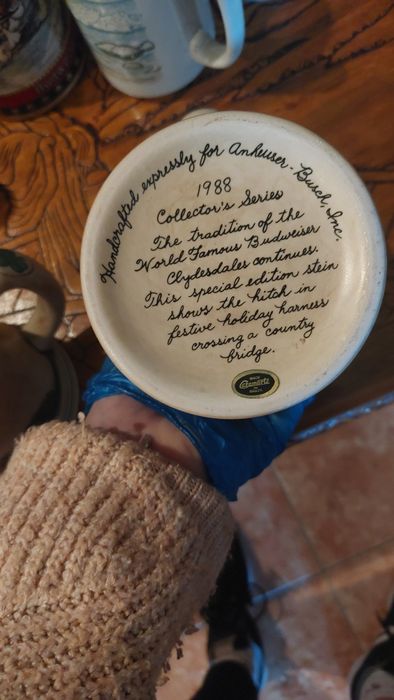 Handcrafted expressly for Anheuser-Busch, Inc.
1988
Collector's Series
The tradition of the
World Famous Budweiser
Clydesdales continues.
This special edition stein
shows the hitch in
festive holiday harness
crossing a country
bridge.
Ceramarte
BRAZIL